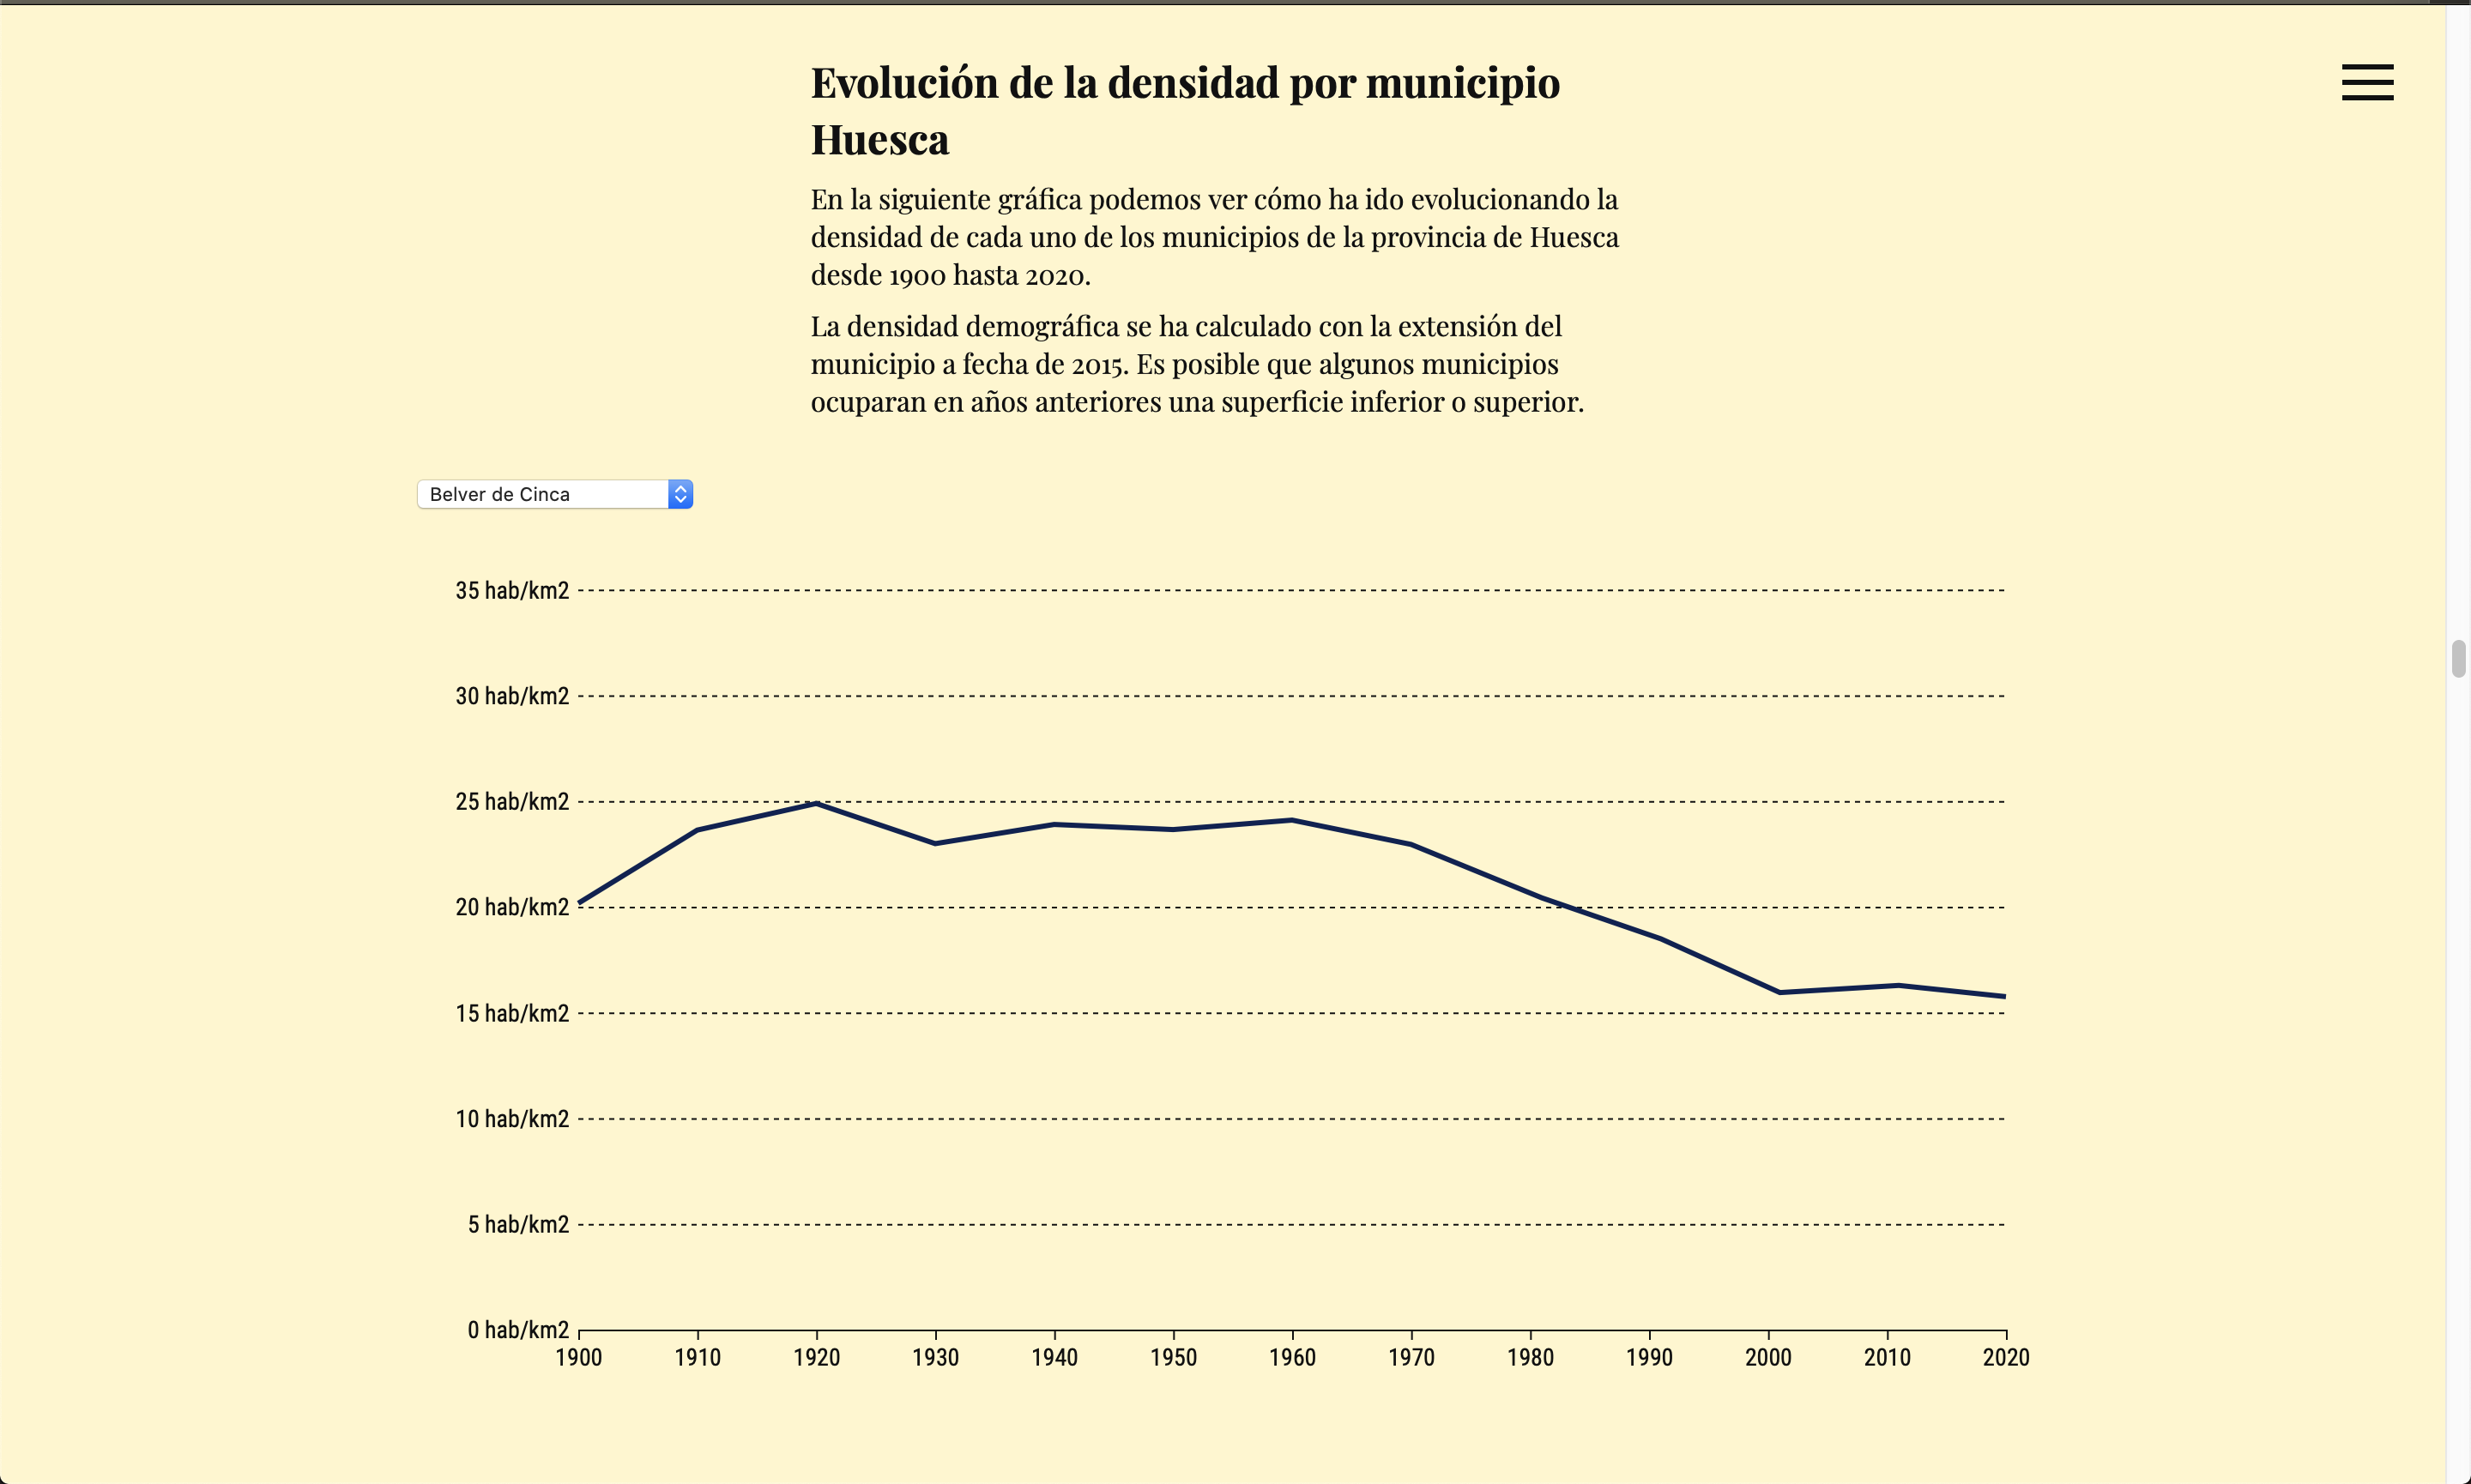 Evolución de la densidad por municipio
Huesca
En la siguiente gráfica podemos ver cómo ha ido evolucionando la
densidad de cada uno de los municipios de la provincia de Huesca
desde 1900 hasta 2020.
La densidad demográfica se ha calculado con la extensión del
municipio a fecha de 2015. Es posible que algunos municipios
ocuparan en años anteriores una superficie inferior o superior.
Belver de Cinca
35 hab/km2
30 hab/km2
25 hab/km2
20 hab/km2
15 hab/km2
10 hab/km2
5 hab/km2
0 hab/km2
1900 1910 1920 1930 1940 1950 1960 1970 1980 1990 2000 2010 2020